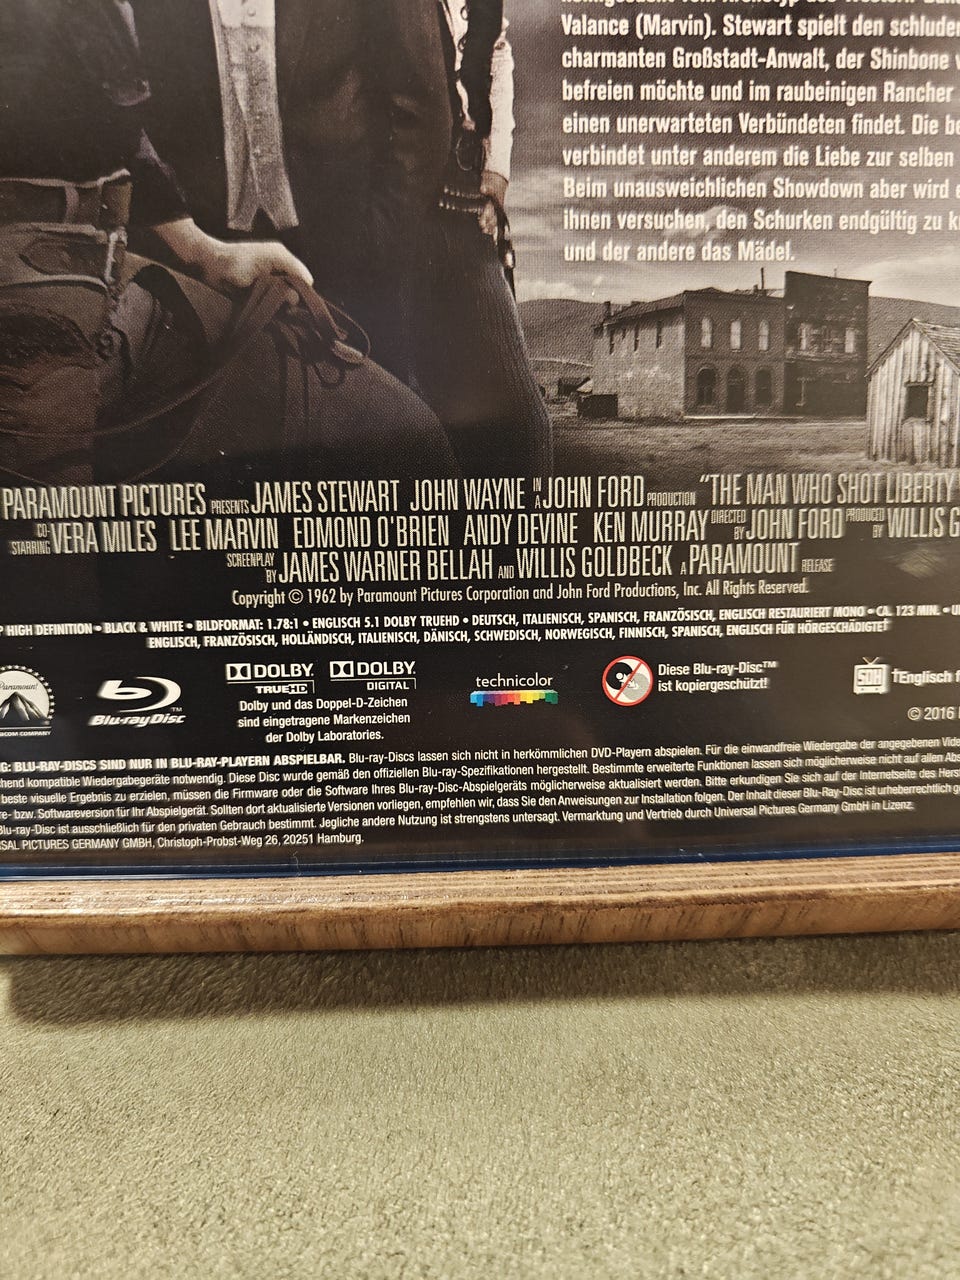 Valance (Marvin). Stewart spielt den
charmanten Großstadt-Anwalt, der Shinbone
befreien möchte und im raubeinigen Rancher
einen unerwarteten Verbündeten findet. Die
verbindet unter anderem die Liebe zur selben
Beim unausweichlichen Showdown aber wird
ihnen versuchen, den Schurken endgültig zu
und der andere das Mädel.
PARAMOUNT PICTURES PRESENTS JAMES STEWART JOHN WAYNE IN A JOHN FORD PRODUCTION "THE MAN WHO SHOT LIBERTY
CO-STARRING VERA MILES LEE MARVIN EDMOND O'BRIEN ANDY DEVINE KEN MURRAY DIRECTED BY JOHN FORD PRODUCED BY WILLIS
SCREENPLAY BY JAMES WARNER BELLAH AND WILLIS GOLDBECK A PARAMOUNT RELEASE
Copyright © 1962 by Paramount Pictures Corporation and John Ford Productions, Inc. All Rights Reserved.
HIGH DEFINITION • BLACK & WHITE • BILDFORMAT: 1.78:1 • ENGLISCH 5.1 DOLBY TRUEHD • DEUTSCH, ITALIENISCH, SPANISCH, FRANZÖSISCH, ENGLISCH RESTAURIERT MONO • CA. 123 MIN. •
ENGLISCH, FRANZÖSISCH, HOLLÄNDISCH, ITALIENISCH, DÄNISCH, SCHWEDISCH, NORWEGISCH, FINNISCH, SPANISCH, ENGLISCH FÜR HÖRGESCHÄDIGTE†
Paramount
COMPANY
Blu-ray Disc™
DOLBY TRUEHD
DOLBY DIGITAL
Dolby und das Doppel-D-Zeichen
sind eingetragene Markenzeichen
der Dolby Laboratories.
technicolor
Diese Blu-ray-Disc™
ist kopiergeschützt!
SDH
†Englisch
© 2016
BLU-RAY-DISCS SIND NUR IN BLU-RAY-PLAYERN ABSPIELBAR. Blu-ray-Discs lassen sich nicht in herkömmlichen DVD-Playern abspielen. Für die einwandfreie Wiedergabe der angegebenen
kompatible Wiedergabegeräte notwendig. Diese Disc wurde gemäß den offiziellen Blu-ray-Spezifikationen hergestellt. Bestimmte erweiterte Funktionen lassen sich möglicherweise nicht auf allen
beste visuelle Ergebnis zu erzielen, müssen die Firmware oder die Software Ihres Blu-ray-Disc-Abspielgeräts möglicherweise aktualisiert werden. Bitte erkundigen Sie sich auf der Internetseite des
bzw. Softwareversion für Ihr Abspielgerät. Sollten dort aktualisierte Versionen vorliegen, empfehlen wir, dass Sie den Anweisungen zur Installation folgen. Der Inhalt dieser Blu-ray-Disc ist urheberrechtlich
Blu-ray-Disc ist ausschließlich für den privaten Gebrauch bestimmt. Jegliche andere Nutzung ist strengstens untersagt. Vermarktung und Vertrieb durch Universal Pictures Germany GmbH in Lizenz.
PICTURES GERMANY GMBH, Christoph-Probst-Weg 26, 20251 Hamburg.